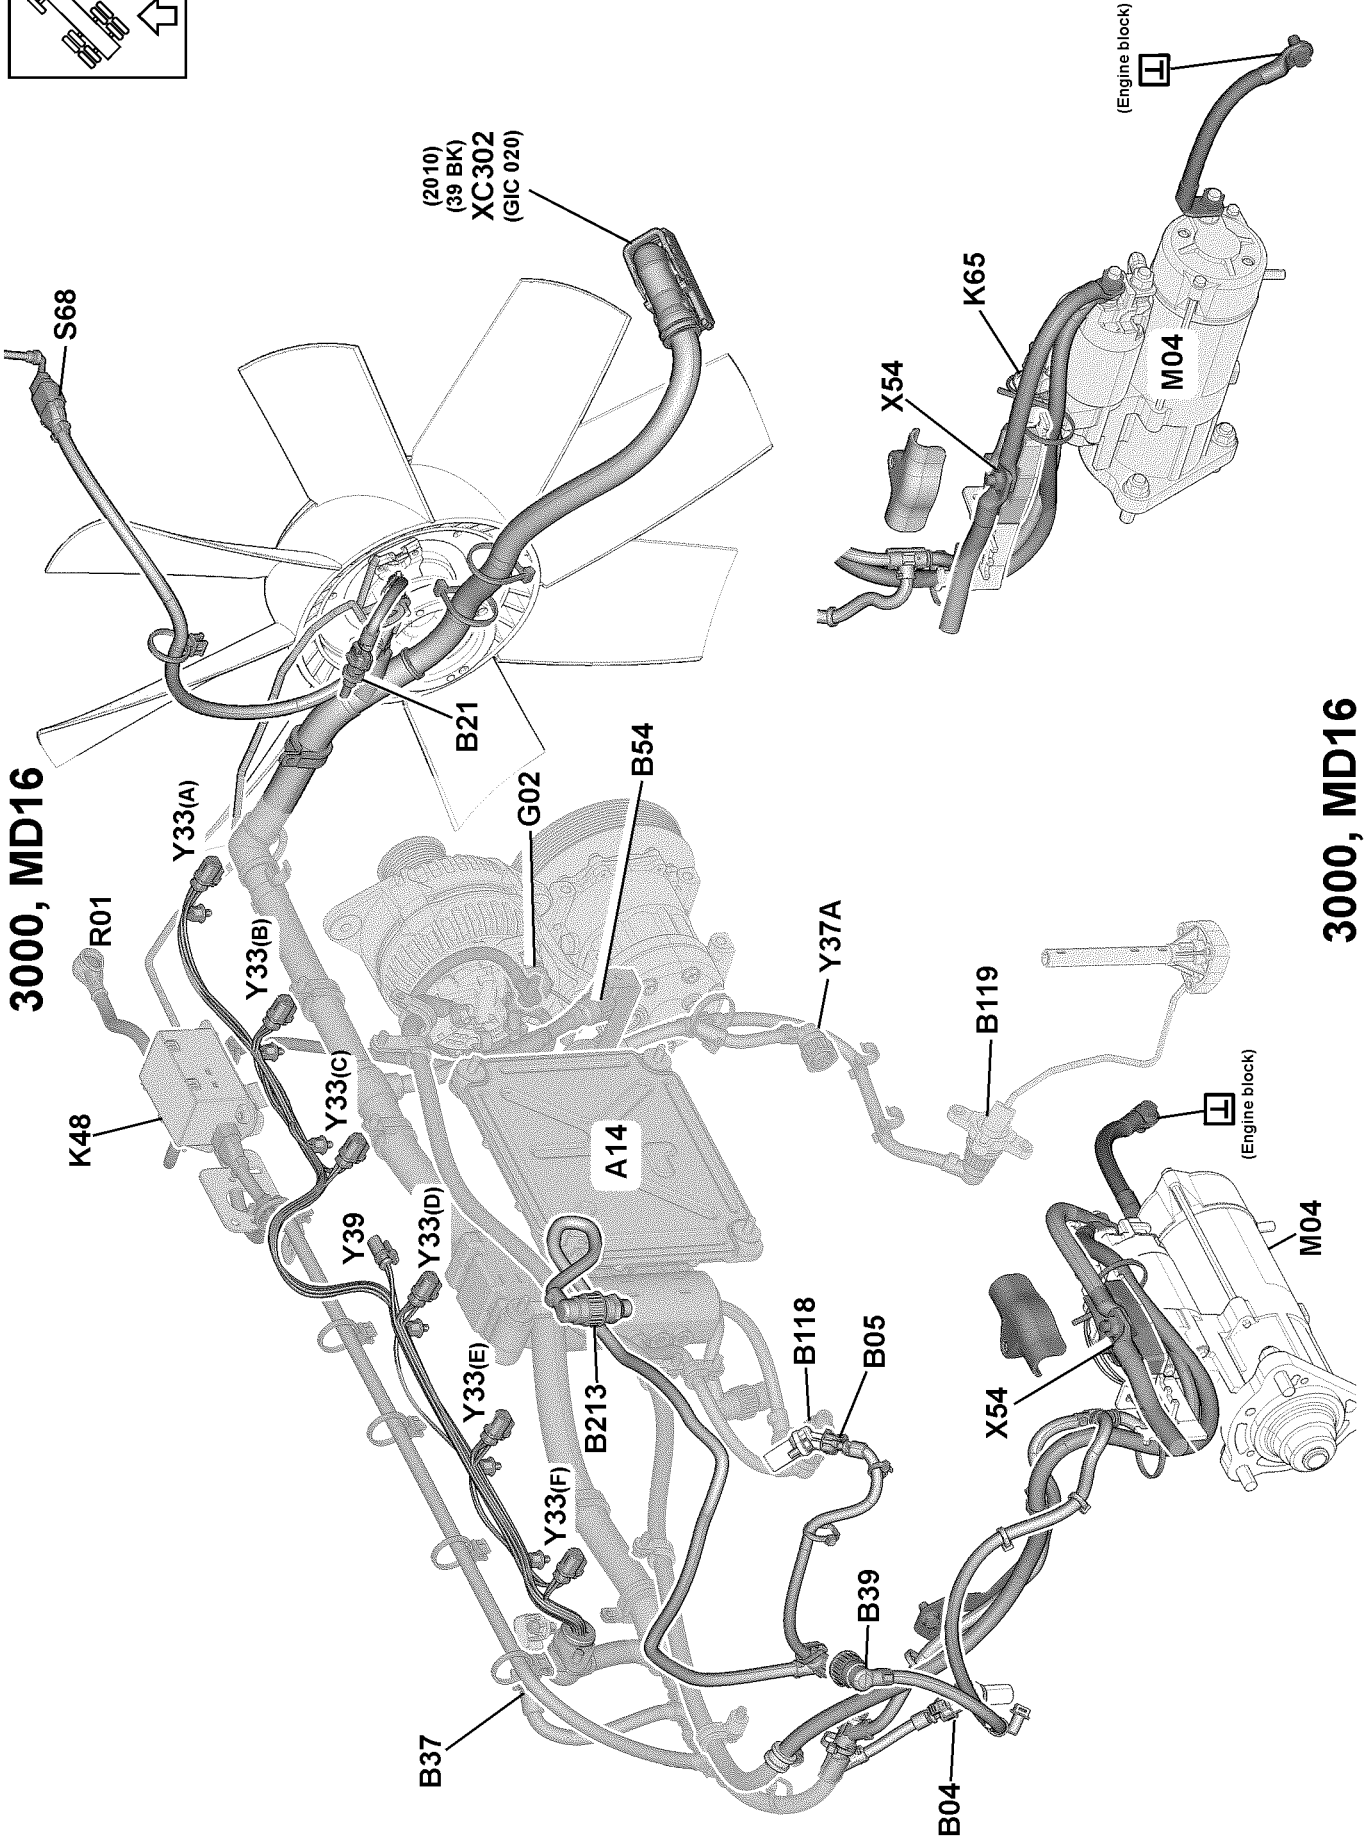 3000, MD16
S68
(2010)
(39 BK)
XC302
(GIC 020)
(Engine block)
K65
X54
M04
B21
Y33(A)
R01
Y33(B)
K48
Y33(C)
Y39
Y33(D)
Y33(E)
Y33(F)
G02
B54
A14
Y37A
B119
(Engine block)
M04
X54
B213
B118
B05
B39
B37
B04
3000, MD16